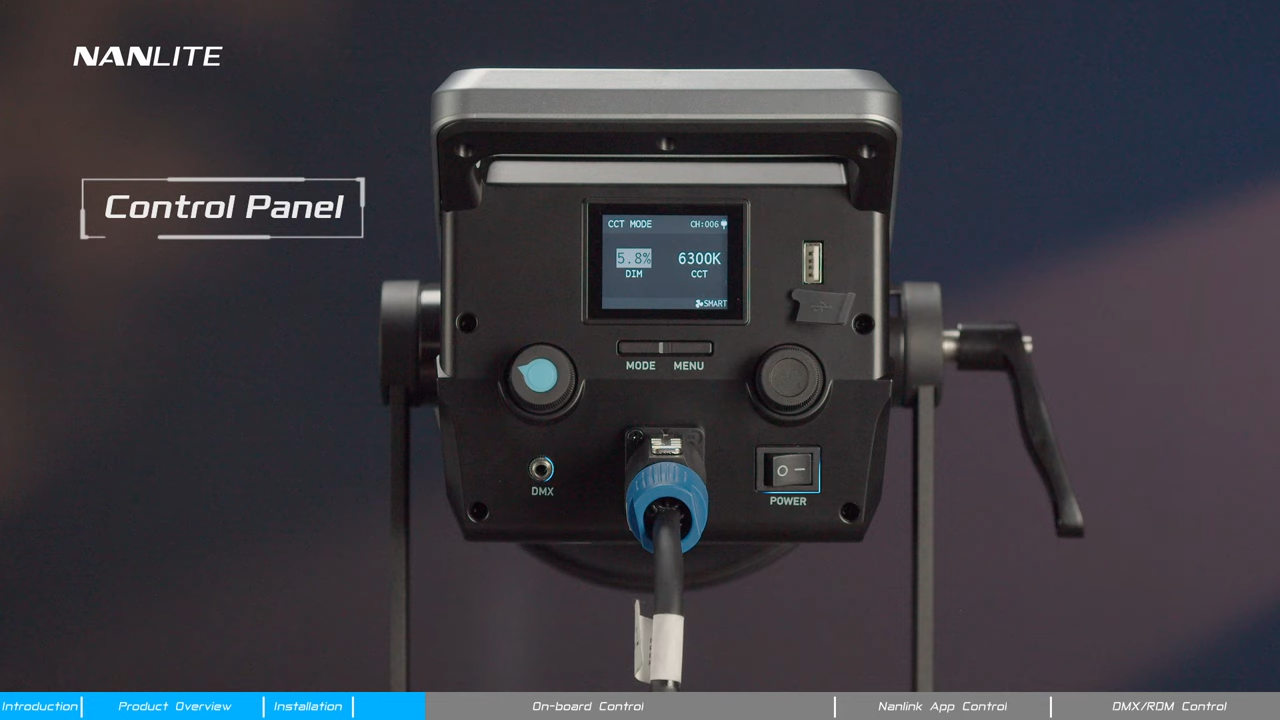 NANLITE
Control Panel
CCT MODE CH:006
5.8% 6300K
DIM CCT
SMART
MODE MENU
DMX
POWER
Introduction Product Overview Installation On-board Control Nanlink App Control DMX/RDM Control